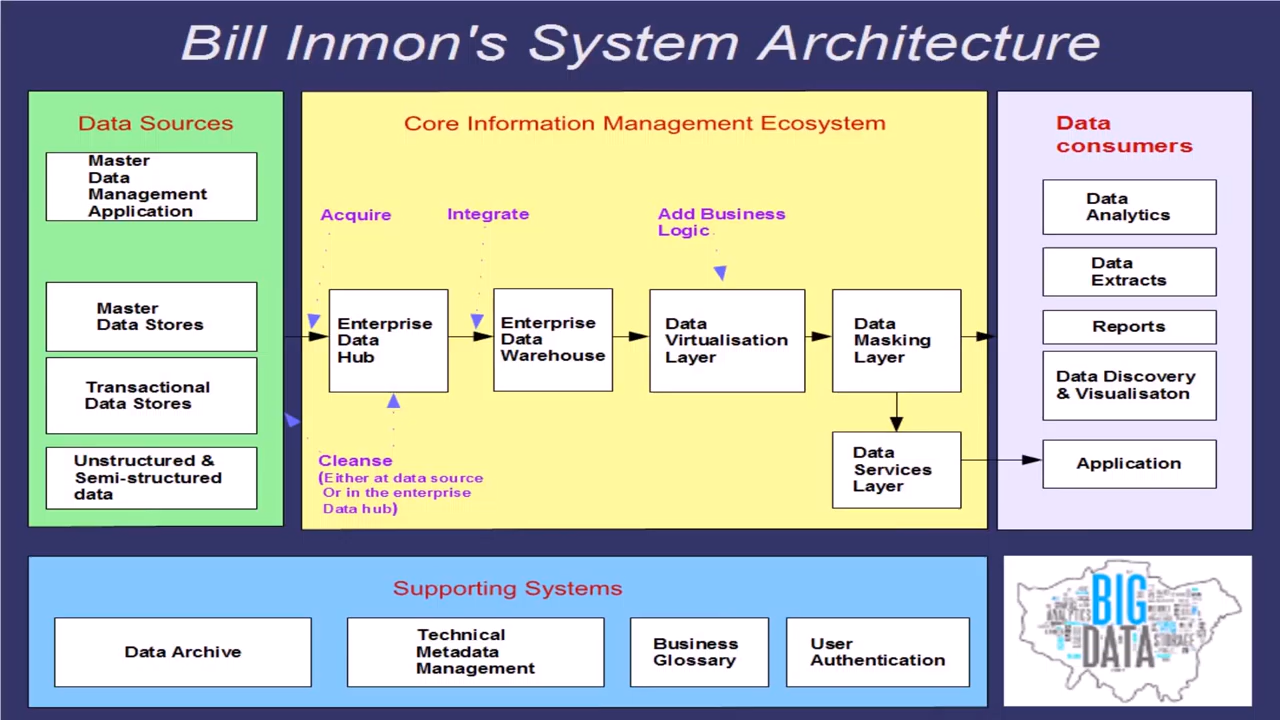 Bill Inmon's System Architecture
Data Sources
Master
Data
Management
Application
Master
Data Stores
Transactional
Data Stores
Unstructured &
Semi-structured
data
Core Information Management Ecosystem
Acquire
Integrate
Add Business
Logic
Enterprise
Data
Hub
Enterprise
Data
Warehouse
Data
Virtualisation
Layer
Data
Masking
Layer
Cleanse
(Either at data source
Or in the enterprise
Data hub)
Data
Services
Layer
Data
consumers
Data
Analytics
Data
Extracts
Reports
Data Discovery
& Visualisaton
Application
Supporting Systems
Data Archive
Technical
Metadata
Management
Business
Glossary
User
Authentication
BIG
DATA
ANALYTICS
STORAGE